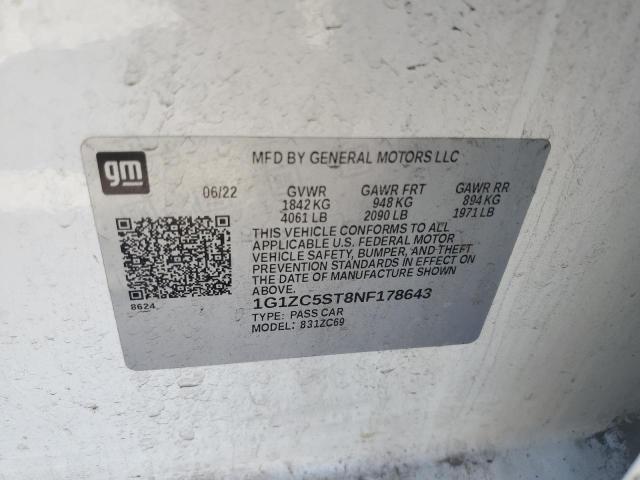 gm
MFD BY GENERAL MOTORS LLC
06/22 GVWR GAWR FRT GAWR RR
1842 KG 948 KG 894 KG
4061 LB 2090 LB 1971 LB
THIS VEHICLE CONFORMS TO ALL
APPLICABLE U.S. FEDERAL MOTOR
VEHICLE SAFETY, BUMPER, AND THEFT
PREVENTION STANDARDS IN EFFECT ON
THE DATE OF MANUFACTURE SHOWN
ABOVE.
8624
1G1ZC5ST8NF178643
TYPE: PASS CAR
MODEL: 831ZC69